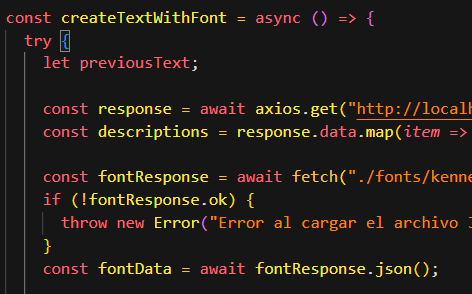 const createTextWithFont = async () => {
try {
let previousText;
const response = await axios.get("http://local
const descriptions = response.data.map(item =>
const fontResponse = await fetch("./fonts/kenne
if (!fontResponse.ok) {
throw new Error("Error al cargar el archivo
}
const fontData = await fontResponse.json();